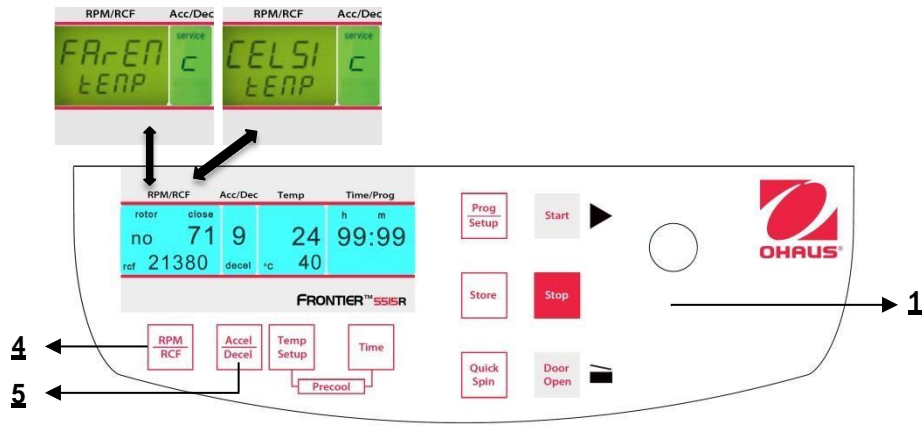 RPM/RCF Acc/Dec
service
FArEn C
tEnP
RPM/RCF Acc/Dec
service
CELSI C
tEnP
RPM/RCF Acc/Dec Temp Time/Prog
rotor close h m
no 71 9 24 99:99
rcf 21380 decel °C 40
FRONTIER™ 5515R
RPM
RCF
Accel
Decel
Temp
Setup
Time
Precool
Prog
Setup
Start
Store
Stop
Quick
Spin
Door
Open
OHAUS®
1
4
5